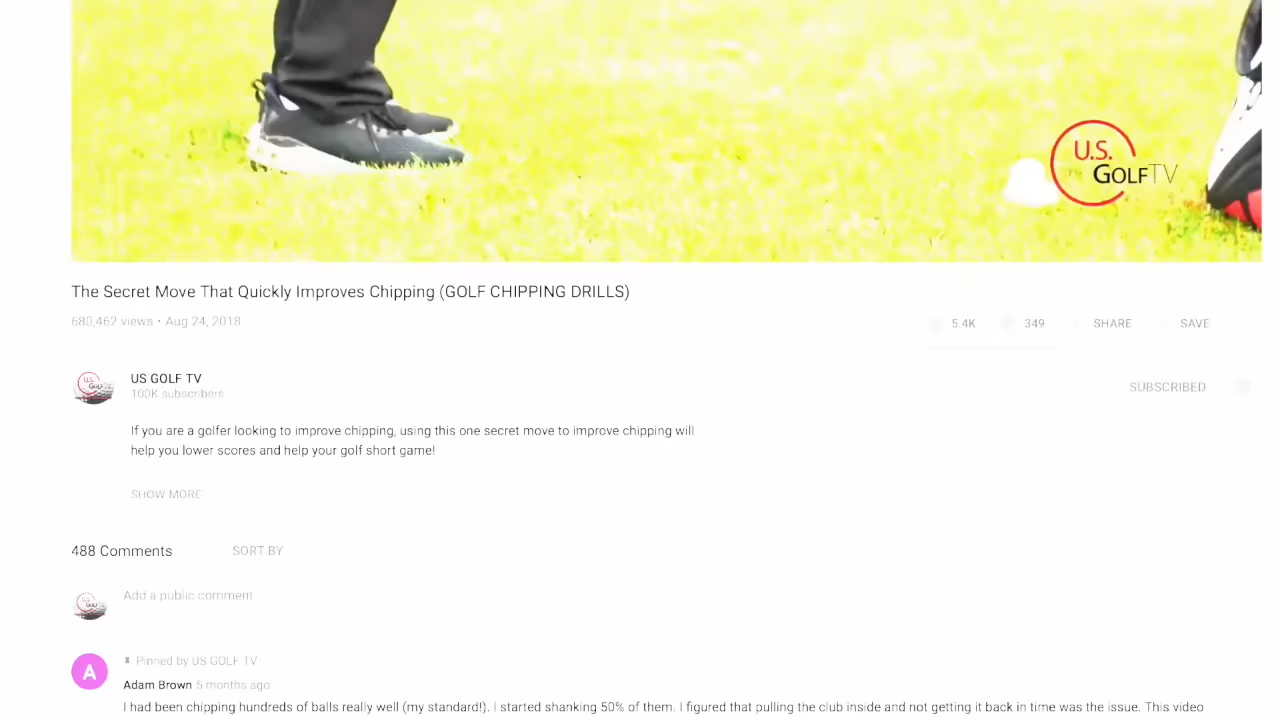 U.S.
GOLFTV
The Secret Move That Quickly Improves Chipping (GOLF CHIPPING DRILLS)
680,462 views • Aug 24, 2018
5.4K 349 SHARE SAVE
US GOLF TV
100K subscribers
SUBSCRIBED
If you are a golfer looking to improve chipping, using this one secret move to improve chipping will
help you lower scores and help your golf short game!
SHOW MORE
488 Comments SORT BY
Add a public comment
Pinned by US GOLF TV
A
Adam Brown 5 months ago
I had been chipping hundreds of balls really well (my standard!). I started shanking 50% of them. I figured that pulling the club inside and not getting it back in time was the issue. This video